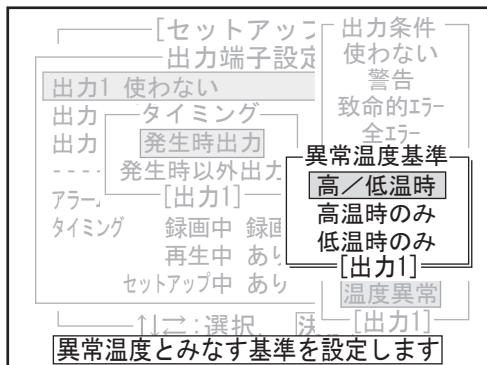 [セットアップ
出力端子設定
出力1 使わない
出力
出力
タイミング
発生時出力
発生時以外出力
[出力1]
アラー
タイミング 録画中 録画
再生中 あり
セットアップ中 あり
↑↓⇄:選択
出力条件
使わない
警告
致命的エラー
全エラー
異常温度基準
高/低温時
高温時のみ
低温時のみ
[出力1]
温度異常
[出力1]
異常温度とみなす基準を設定します